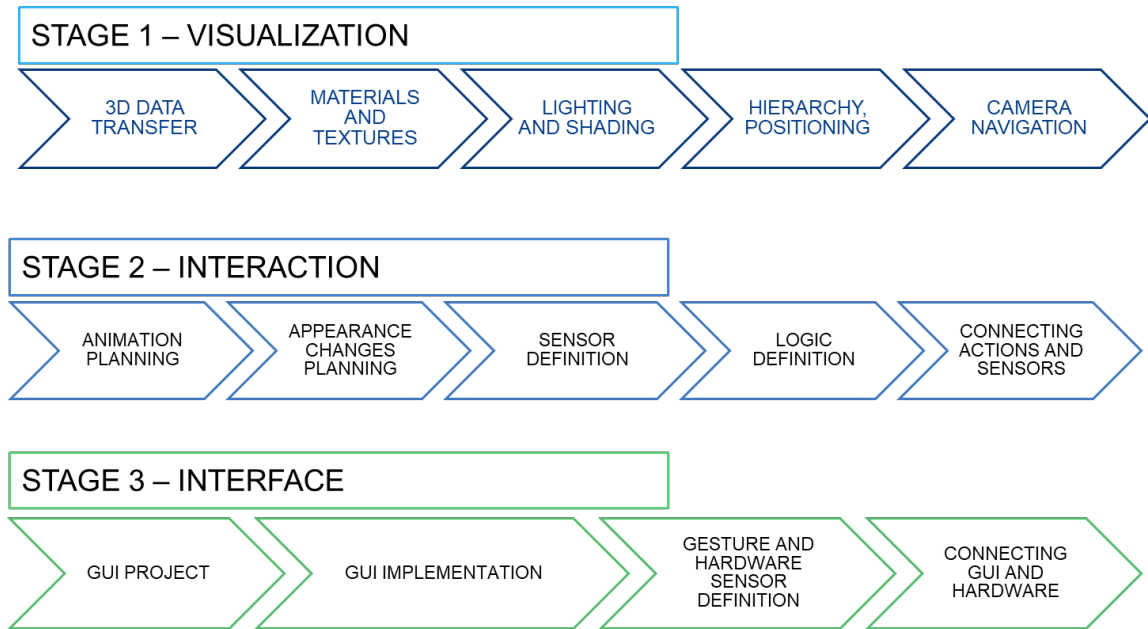 STAGE 1 – VISUALIZATION
3D DATA
TRANSFER
MATERIALS
AND
TEXTURES
LIGHTING
AND SHADING
HIERARCHY,
POSITIONING
CAMERA
NAVIGATION
STAGE 2 – INTERACTION
ANIMATION
PLANNING
APPEARANCE
CHANGES
PLANNING
SENSOR
DEFINITION
LOGIC
DEFINITION
CONNECTING
ACTIONS AND
SENSORS
STAGE 3 – INTERFACE
GUI PROJECT
GUI IMPLEMENTATION
GESTURE AND
HARDWARE
SENSOR
DEFINITION
CONNECTING
GUI AND
HARDWARE